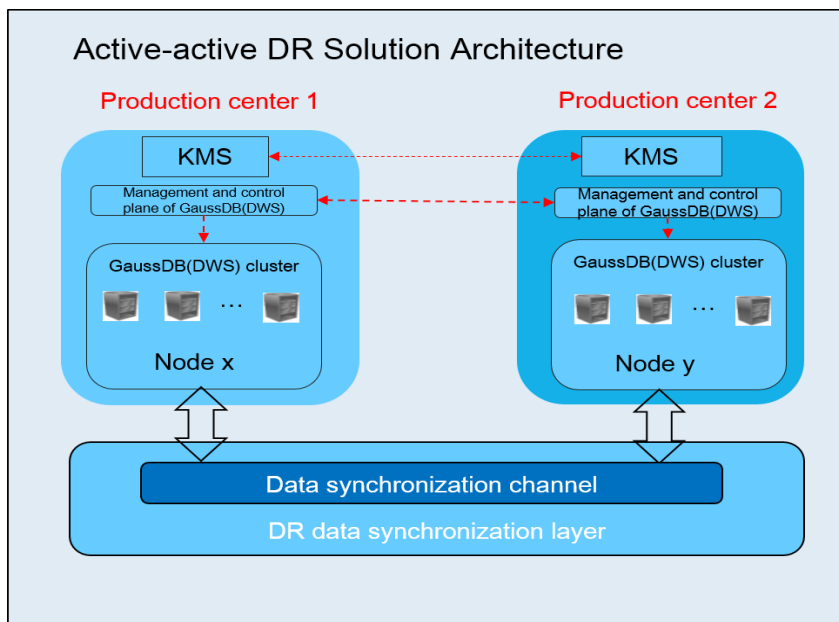 Active-active DR Solution Architecture
Production center 1
Production center 2
KMS
KMS
Management and control
plane of GaussDB(DWS)
Management and control
plane of GaussDB(DWS)
GaussDB(DWS) cluster
GaussDB(DWS) cluster
...
...
Node x
Node y
Data synchronization channel
DR data synchronization layer